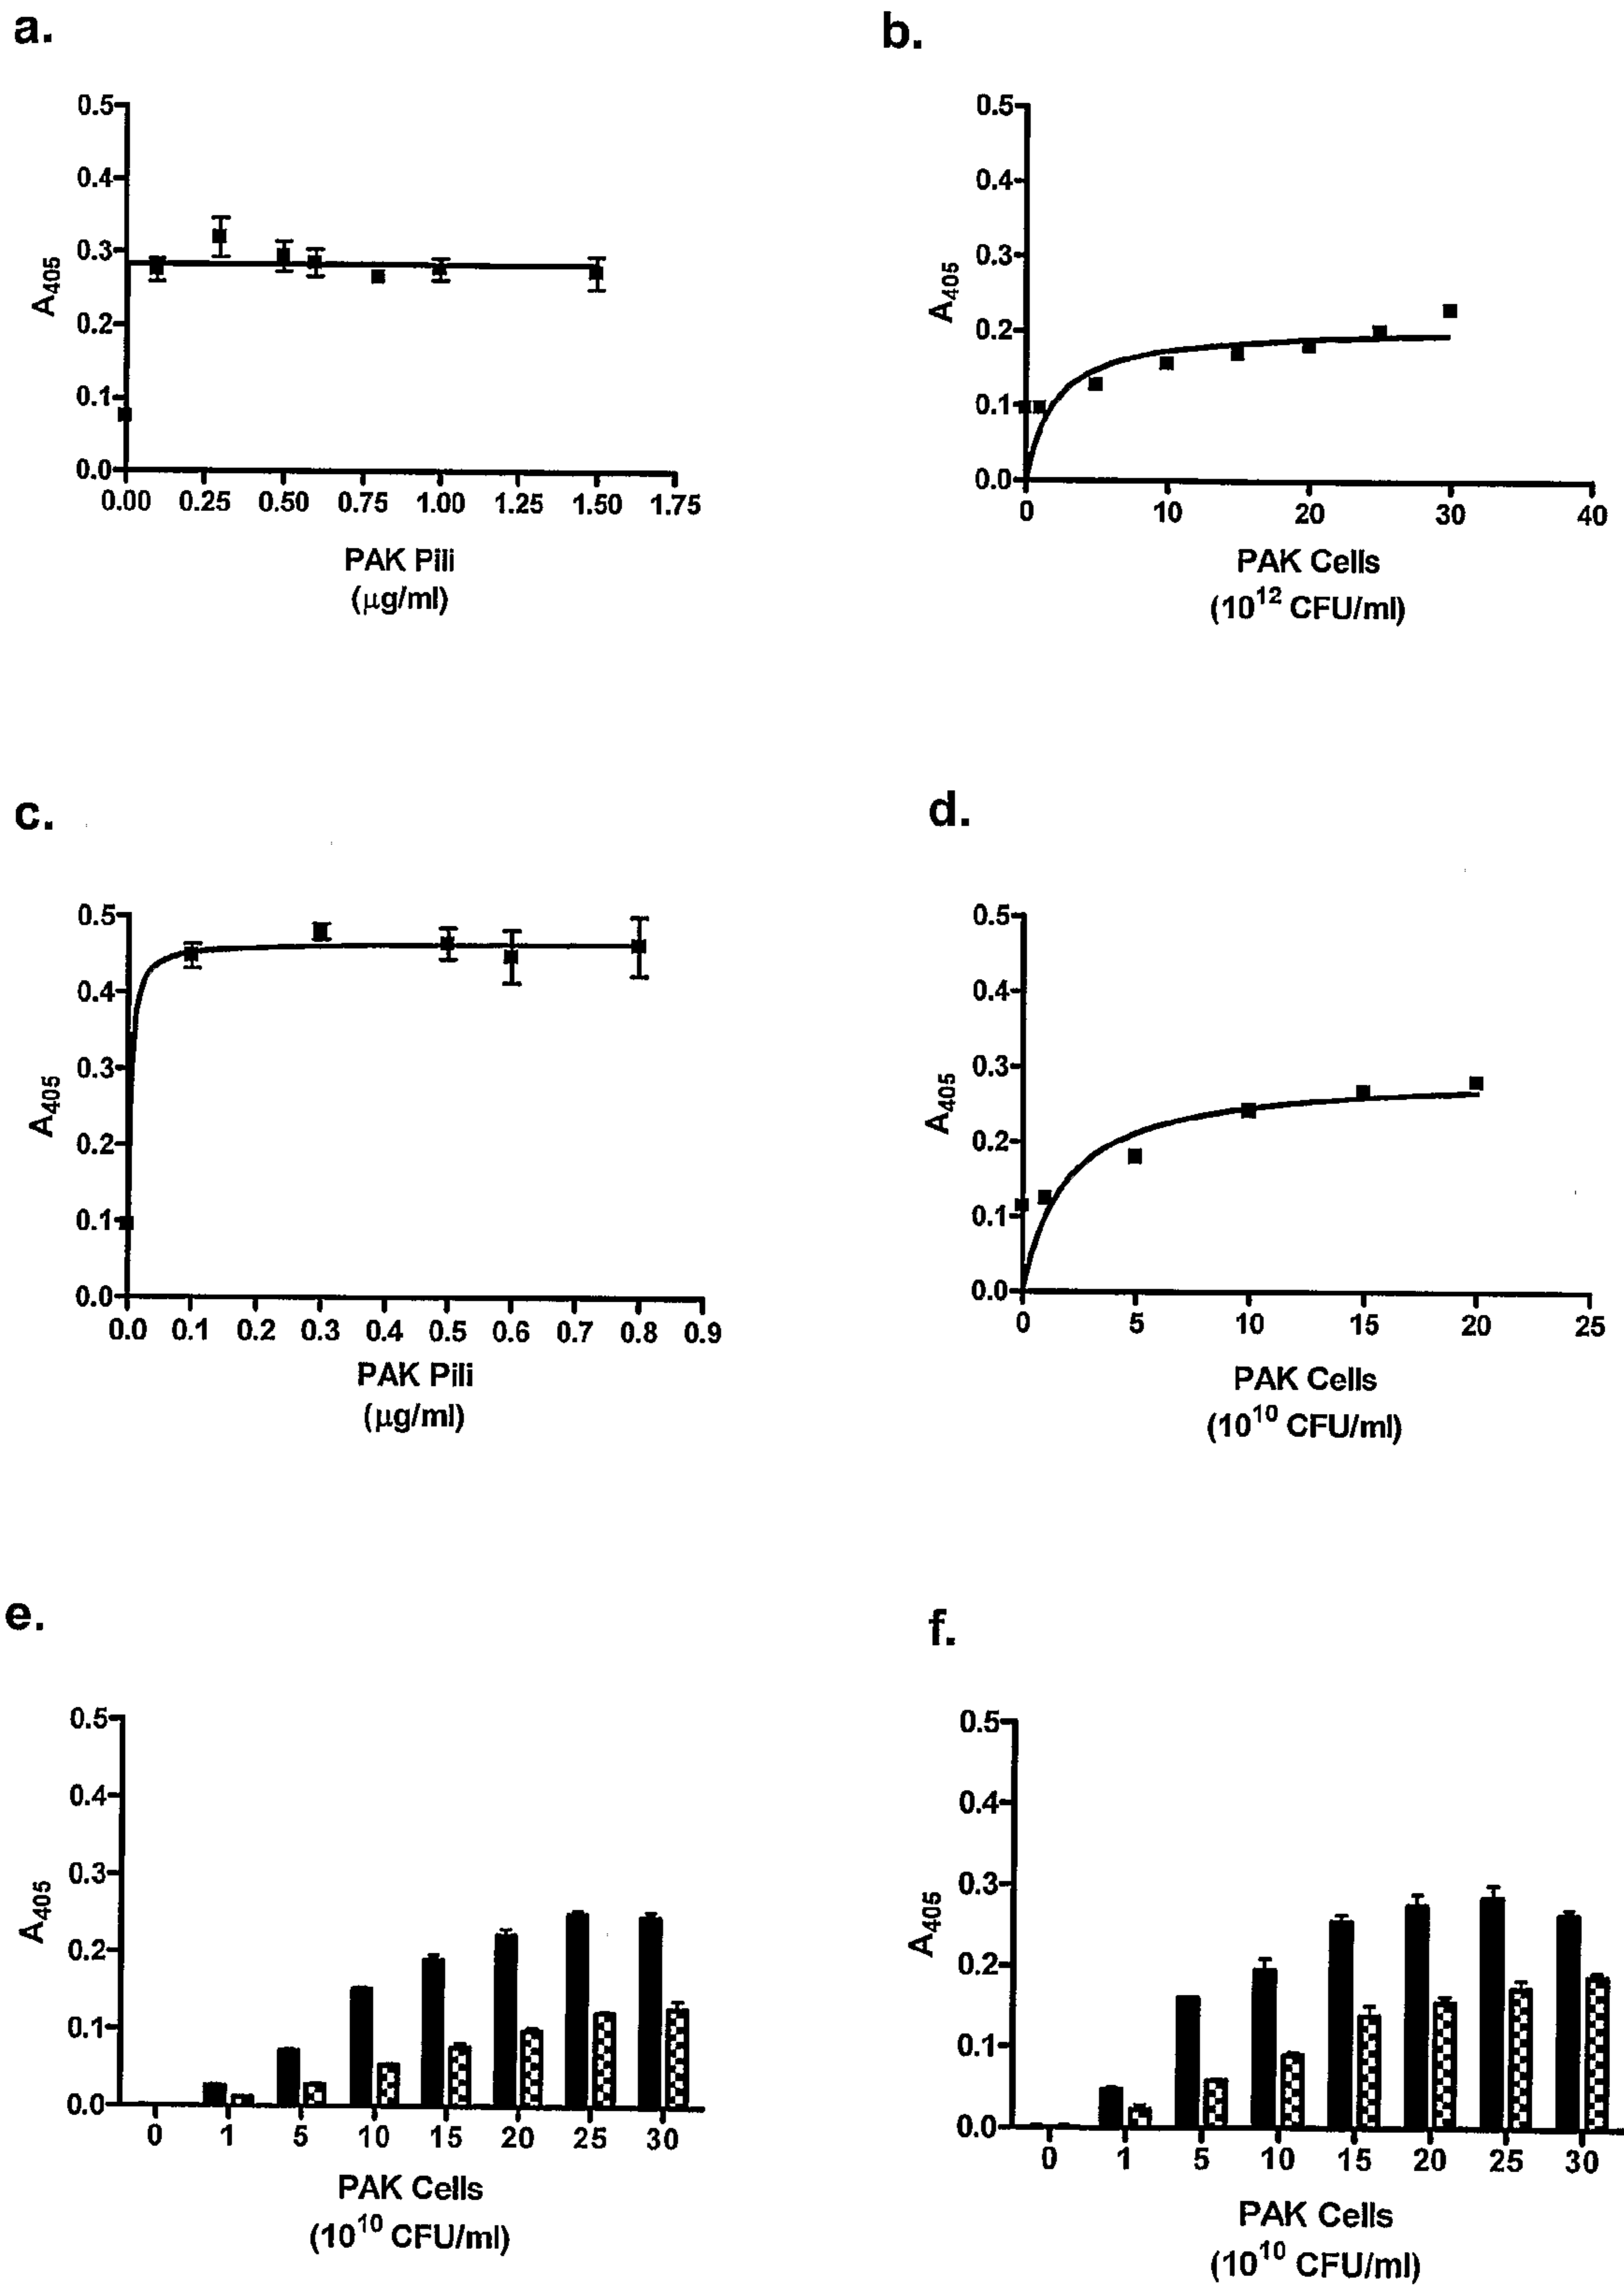 a.
0.5
0.4
0.3
0.2
0.1
0.0
A405
0.00 0.25 0.50 0.75 1.00 1.25 1.50 1.75
PAK Pili
(μg/ml)
b.
0.5
0.4
0.3
0.2
0.1
0.0
A405
0 10 20 30 40
PAK Cells
(10^12 CFU/ml)
c.
0.5
0.4
0.3
0.2
0.1
0.0
A405
0.0 0.1 0.2 0.3 0.4 0.5 0.6 0.7 0.8 0.9
PAK Pili
(μg/ml)
d.
0.5
0.4
0.3
0.2
0.1
0.0
A405
0 5 10 15 20 25
PAK Cells
(10^10 CFU/ml)
e.
0.5
0.4
0.3
0.2
0.1
0.0
A405
0 1 5 10 15 20 25 30
PAK Cells
(10^10 CFU/ml)
f.
0.5
0.4
0.3
0.2
0.1
0.0
A405
0 1 5 10 15 20 25 30
PAK Cells
(10^10 CFU/ml)